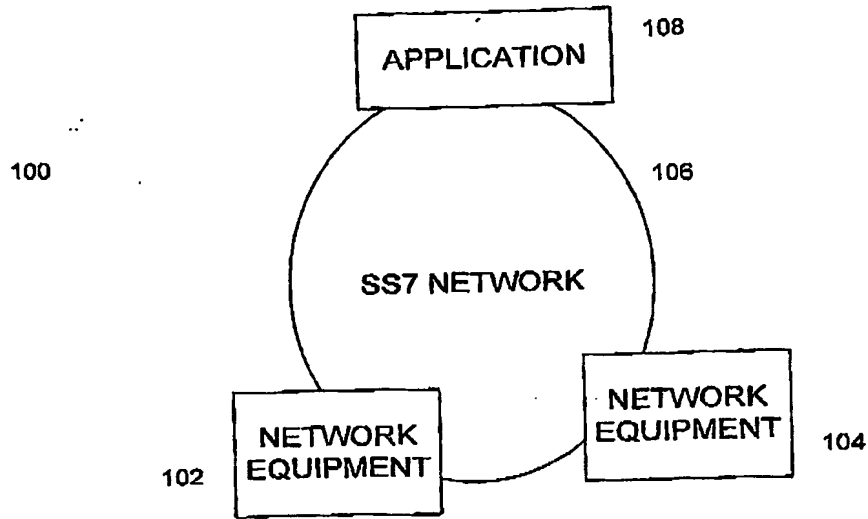 108
APPLICATION
100
106
SS7 NETWORK
NETWORK
EQUIPMENT
104
NETWORK
EQUIPMENT
102